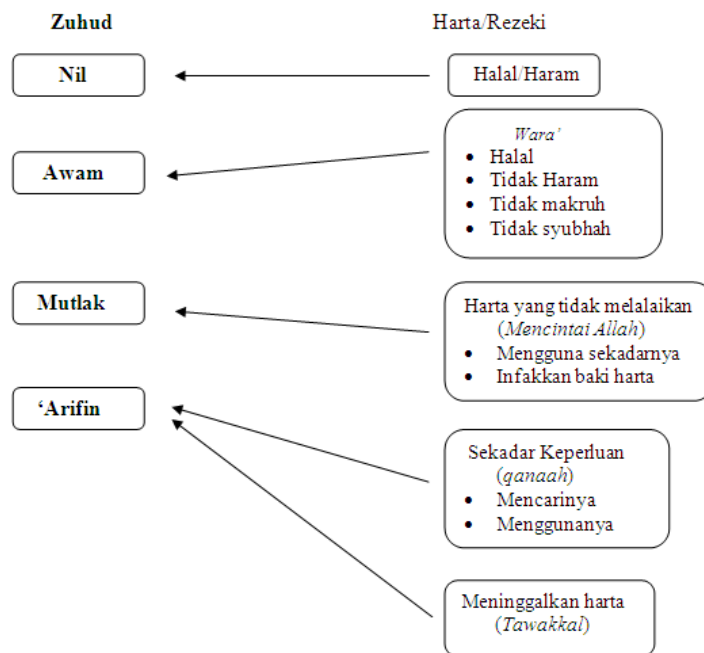 Zuhud Harta/Rezeki
Nil Halal/Haram
Wara’
• Halal
Awam
• Tidak Haram
• Tidak makruh
• Tidak syubhah
Mutlak
Harta yang tidak melalaikan
(Mencintai Allah)
• Mengguna sekadarnya
• Infakkan baki harta
‘Arifin
Sekadar Keperluan
(qanaah)
• Mencarinya
• Menggunanya
Meninggalkan harta
(Tawakkal)